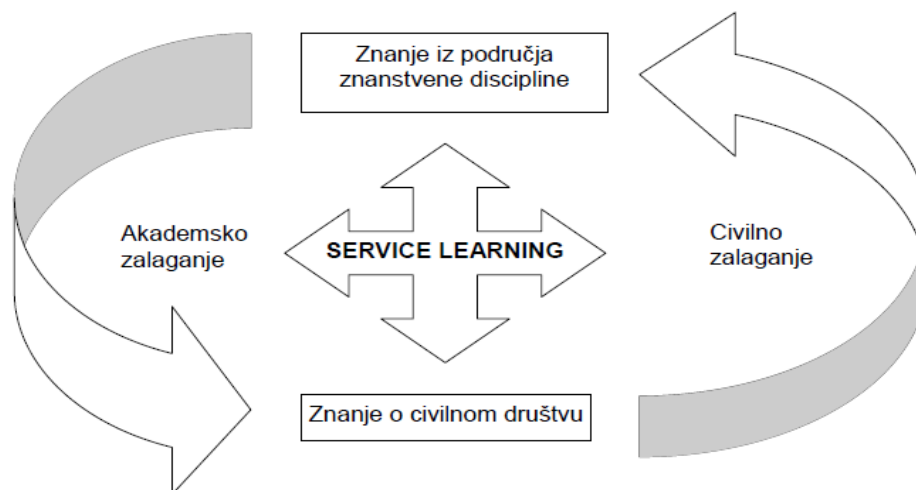 Znanje iz područja
znanstvene discipline
Akademsko
zalaganje
SERVICE LEARNING
Civilno
zalaganje
Znanje o civilnom društvu